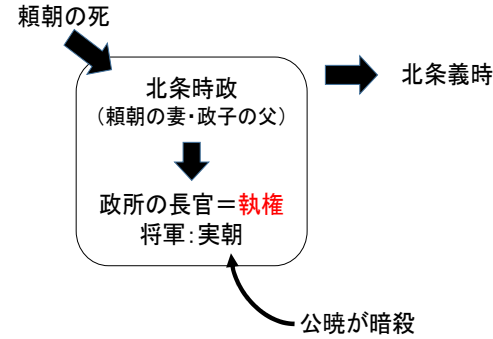 頼朝の死
北条時政
（頼朝の妻・政子の父）
北条義時
政所の長官＝執権
将軍：実朝
公暁が暗殺